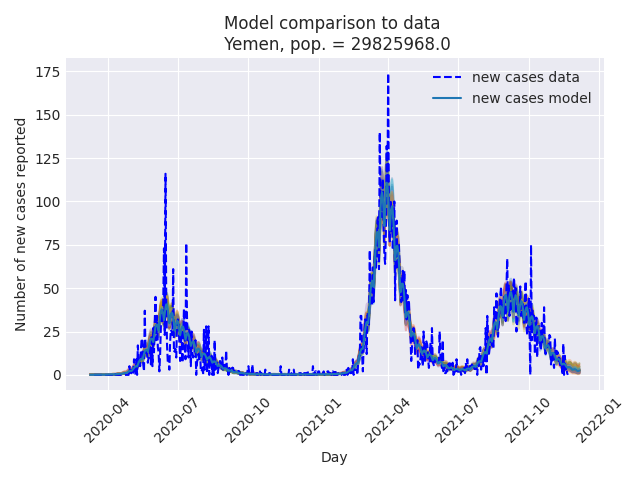 Model comparison to data
Yemen, pop. = 29825968.0
new cases data
new cases model
Number of new cases reported
175
150
125
100
75
50
25
0
2020-04
2020-07
2020-10
2021-01
2021-04
2021-07
2021-10
2022-01
Day